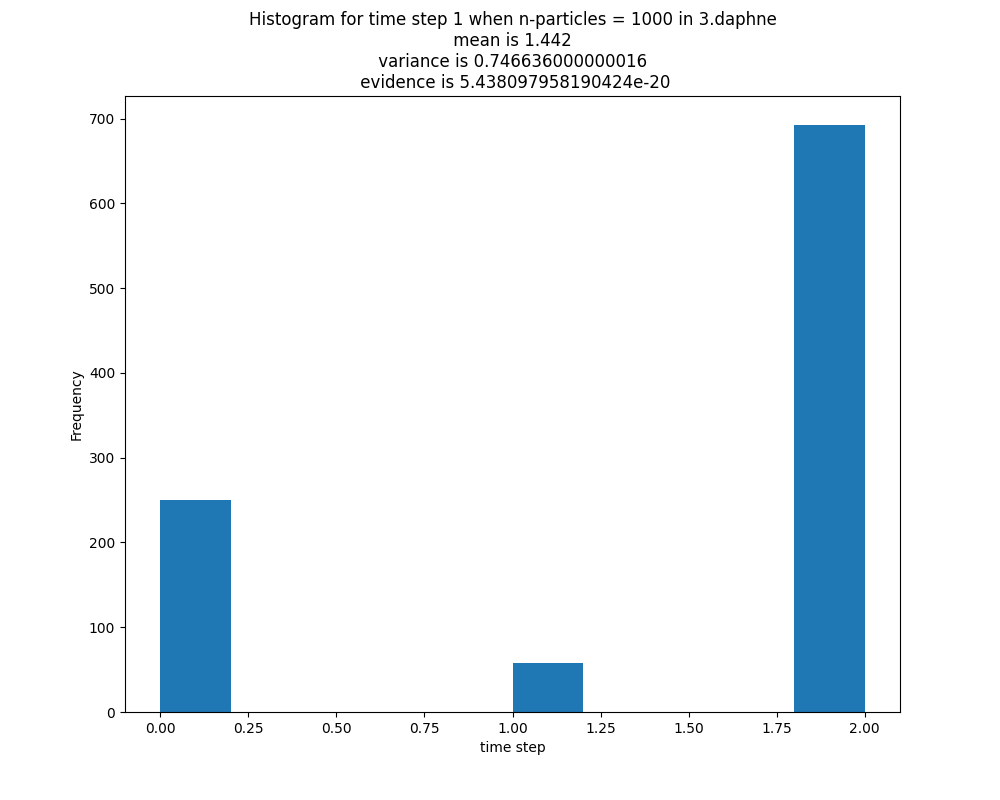 Histogram for time step 1 when n-particles = 1000 in 3.daphne
mean is 1.442
variance is 0.746636000000016
evidence is 5.438097958190424e-20
700
600
500
400
300
200
100
0
Frequency
0.00 0.25 0.50 0.75 1.00 1.25 1.50 1.75 2.00
time step